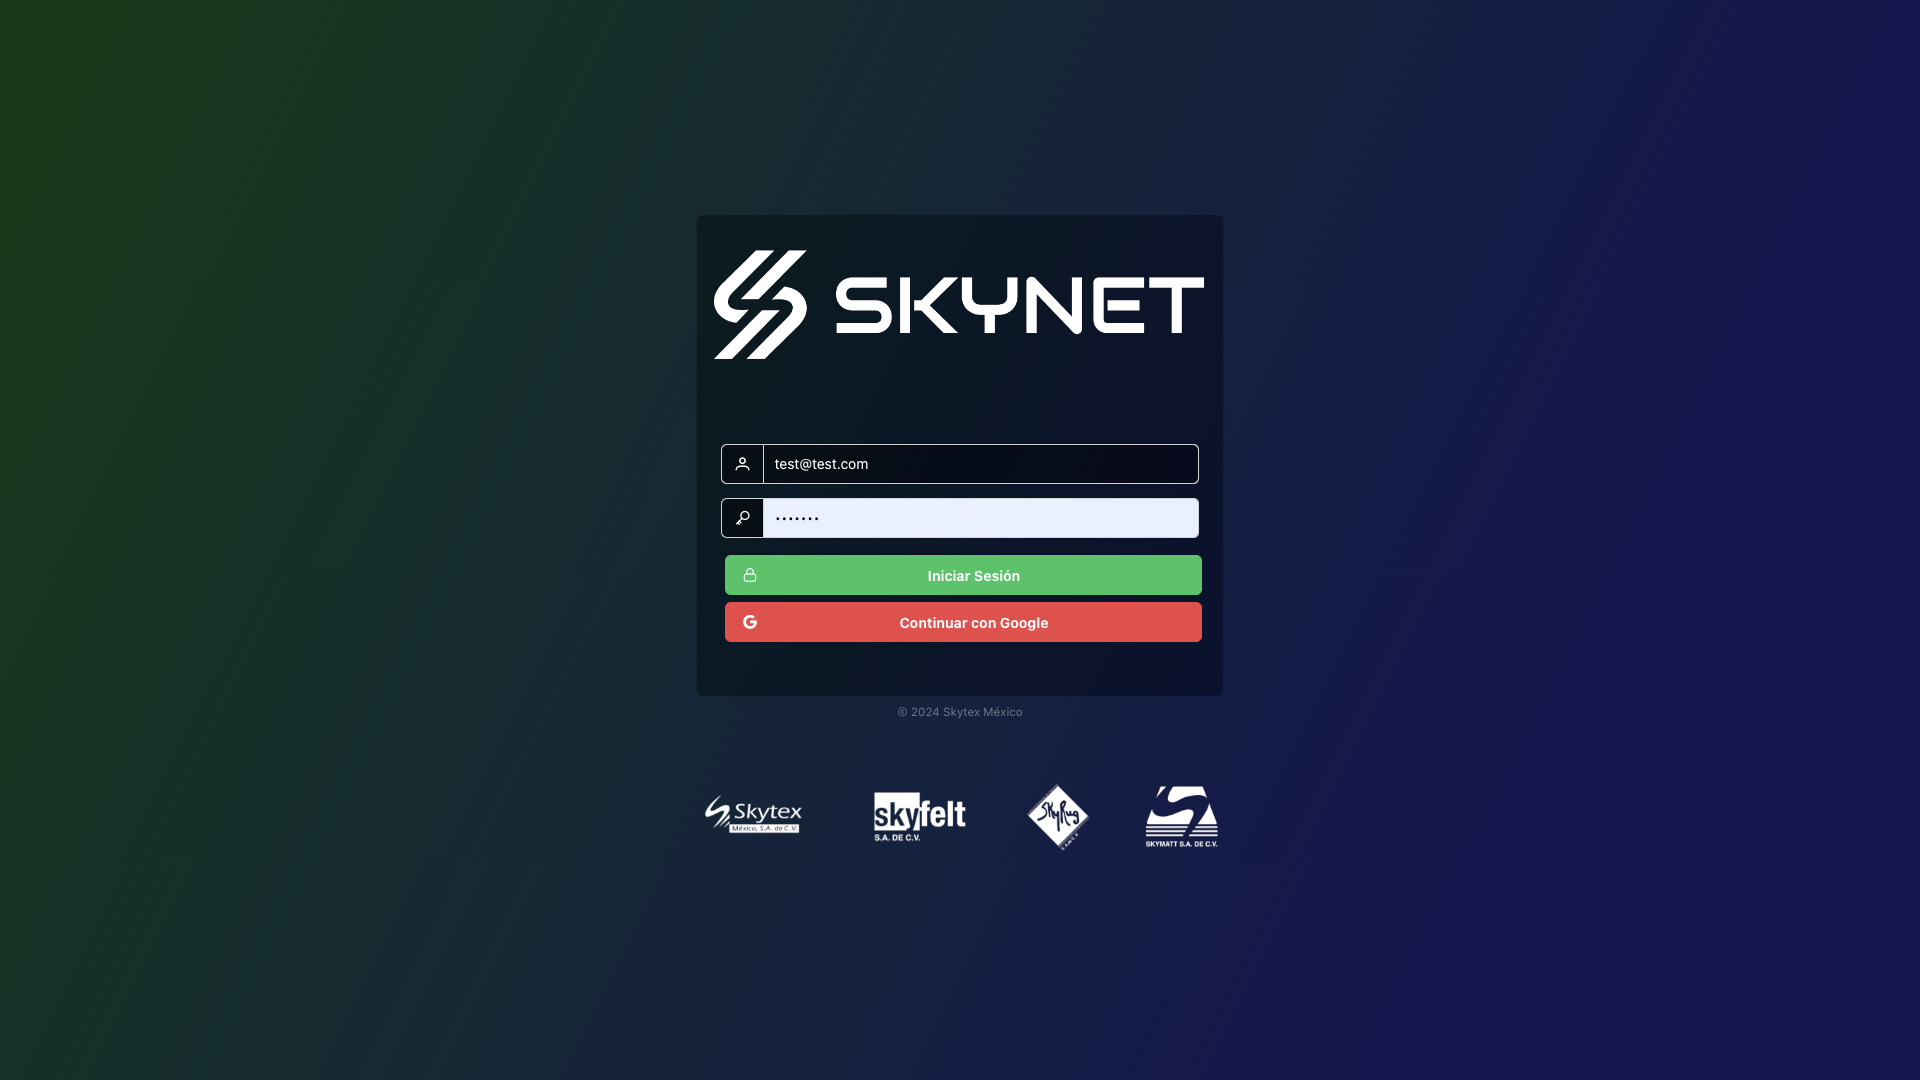 SKYNET
test@test.com
•••••••
Iniciar Sesión
Continuar con Google
© 2024 Skytex México
Skytex
México, S.A. de C.V.
skyfelt
S.A. DE C.V.
SkyRug
SKYMATT S.A. DE C.V.